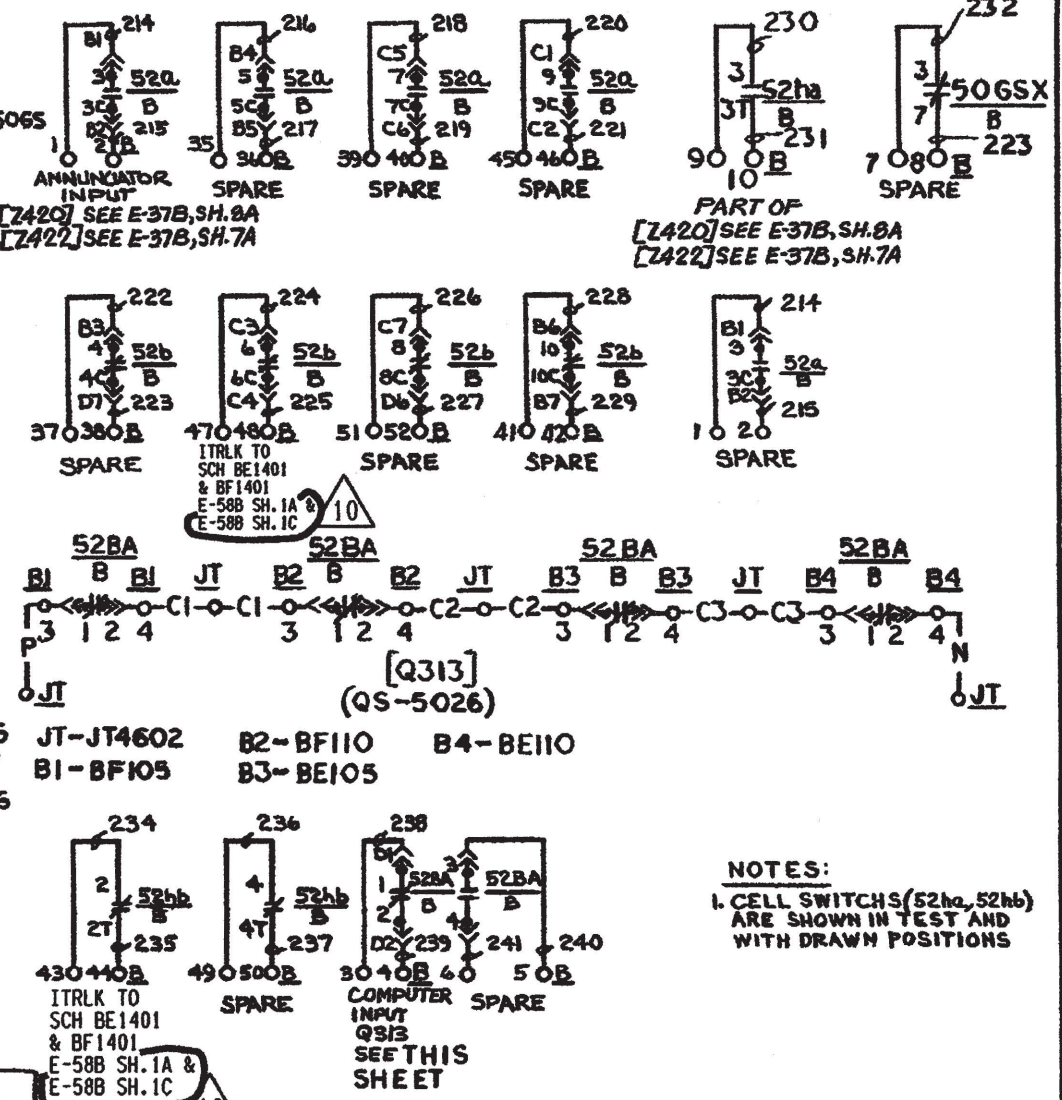 214
B1
3
52a
B
3C
B2
215
50GS
1
2
B
ANNUNCIATOR
INPUT
[Z420] SEE E-37B, SH.8A
[Z422] SEE E-37B, SH.7A
216
B4
5
52a
B
5C
B5
217
35
36
B
SPARE
218
C5
7
52a
B
7C
C6
219
39
40
B
SPARE
220
C1
9
52a
B
9C
C2
221
45
46
B
SPARE
230
3
52ha
3T
B
231
9
B
10
PART OF
[Z420] SEE E-37B, SH.8A
[Z422] SEE E-37B, SH.7A
232
3
50GSX
7
B
223
7
8
B
SPARE
222
B3
4
52b
4C
B
D7
223
37
38
B
SPARE
224
C3
6
52b
6C
B
C4
225
47
48
B
ITRLK TO
SCH BE1401
& BF1401
E-58B SH.1A &
E-58B SH.1C
10
226
C7
8
52b
8C
B
D6
227
51
52
B
SPARE
228
B6
10
52b
10C
B
B7
229
41
42
B
SPARE
214
B1
3
52a
3C
B
B2
215
1
2
SPARE
52BA 52BA 52BA 52BA
B1 B B1 JT B2 B B2 JT B3 B B3 JT B4 B B4
C1 C1 C2 C2 C3 C3
3 1 2 4 3 1 2 4 3 1 2 4 3 1 2 4
P N
JT JT
[Q313]
(QS-5026)
JT-JT4602 B2-BF110 B4-BE110
B1-BF105 B3-BE105
234
2
52hb
2T
B
235
43
44
B
ITRLK TO
SCH BE1401
& BF1401
E-58B SH.1A &
E-58B SH.1C
236
4
52hb
4T
B
237
49
50
B
SPARE
238
D1
1
52BA
2
B
D2
239
3
4
B
COMPUTER
INPUT
Q313
SEE THIS
SHEET
3
52BA
B
4
241
240
6
5
B
SPARE
NOTES:
1. CELL SWITCHS (52ha, 52hb)
ARE SHOWN IN TEST AND
WITH DRAWN POSITIONS